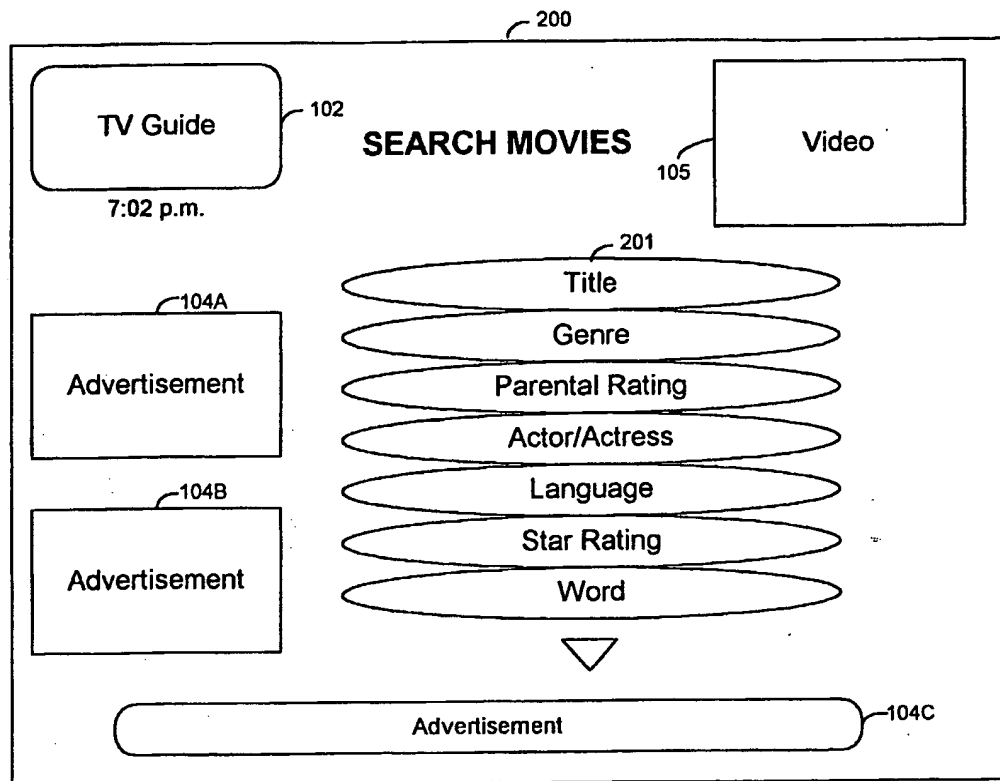 200
TV Guide
102
7:02 p.m.
SEARCH MOVIES
105
Video
201
Title
Genre
Parental Rating
Actor/Actress
Language
Star Rating
Word
104A
Advertisement
104B
Advertisement
Advertisement
104C